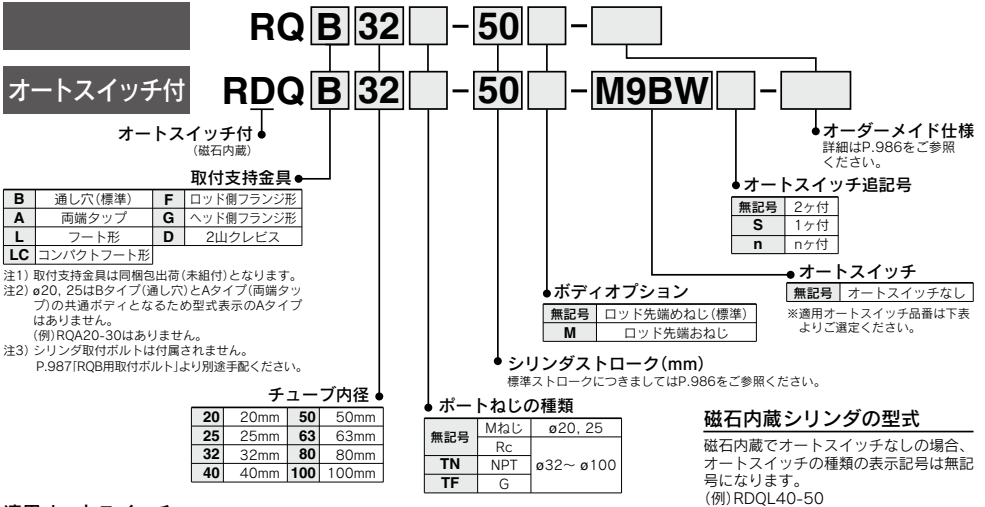 RQ B 32 - 50 -
オートスイッチ付 RDQ B 32 - 50 - M9BW -
オートスイッチ付
(磁石内蔵)
取付支持金具
B 通し穴(標準) F ロッド側フランジ形
A 両端タップ G ヘッド側フランジ形
L フート形 D 2山クレビス
LC コンパクトフート形
注1) 取付支持金具は同梱包出荷(未組付)となります。
注2) ø20, 25はBタイプ(通し穴)とAタイプ(両端タッ
プ)の共通ボディとなるため型式表示のAタイプ
はありません。
(例)RQA20-30はありません。
注3) シリンダ取付ボルトは付属されません。
P.987「RQB用取付ボルト」より別途手配ください。
チューブ内径
20 20mm 50 50mm
25 25mm 63 63mm
32 32mm 80 80mm
40 40mm 100 100mm
ポートねじの種類
無記号 Mねじ ø20, 25
Rc ø32~ ø100
TN NPT
TF G
シリンダストローク(mm)
標準ストロークにつきましてはP.986をご参照ください。
ボディオプション
無記号 ロッド先端めねじ(標準)
M ロッド先端おねじ
オートスイッチ
無記号 オートスイッチなし
※適用オートスイッチ品番は下表
よりご選定ください。
オートスイッチ追記号
無記号 2ヶ付
S 1ヶ付
n nヶ付
オーダーメイド仕様
詳細はP.986をご参照
ください。
磁石内蔵シリンダの型式
磁石内蔵でオートスイッチなしの場合、
オートスイッチの種類の表示記号は無記
号になります。
(例)RDQL40-50